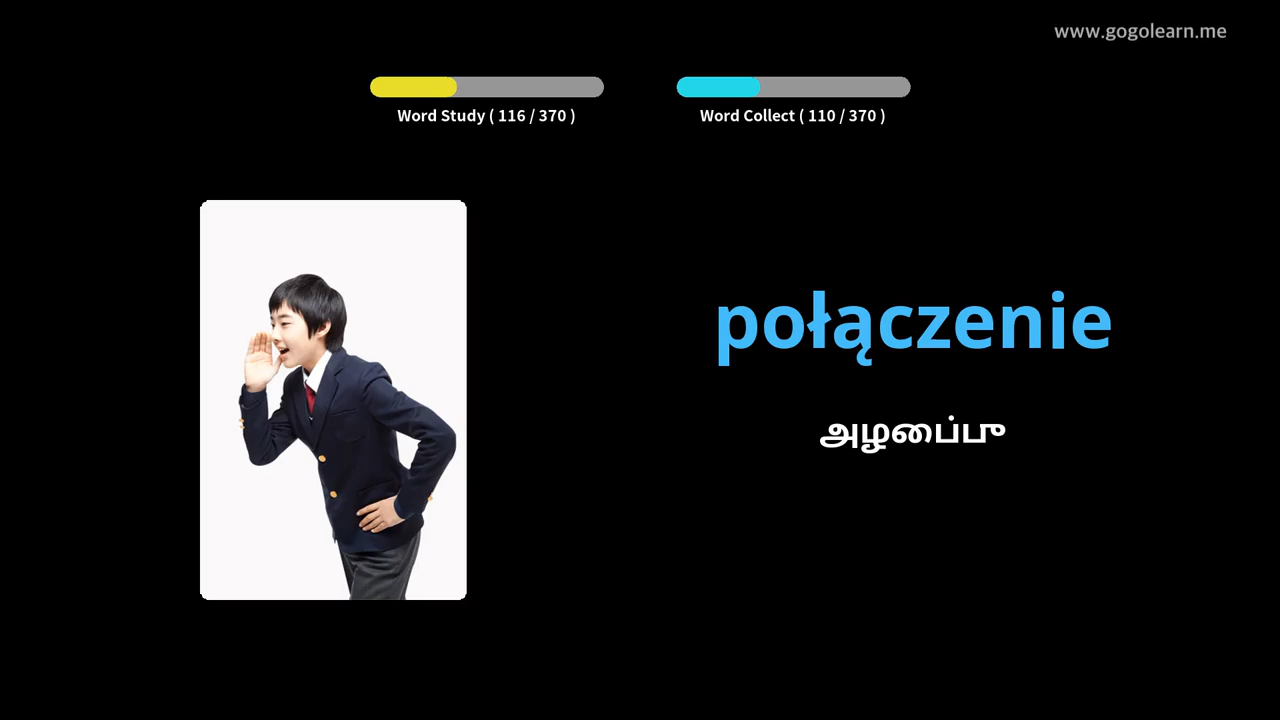 www.gogolearn.me
Word Study ( 116 / 370 )
Word Collect ( 110 / 370 )
połączenie
அழைப்பு